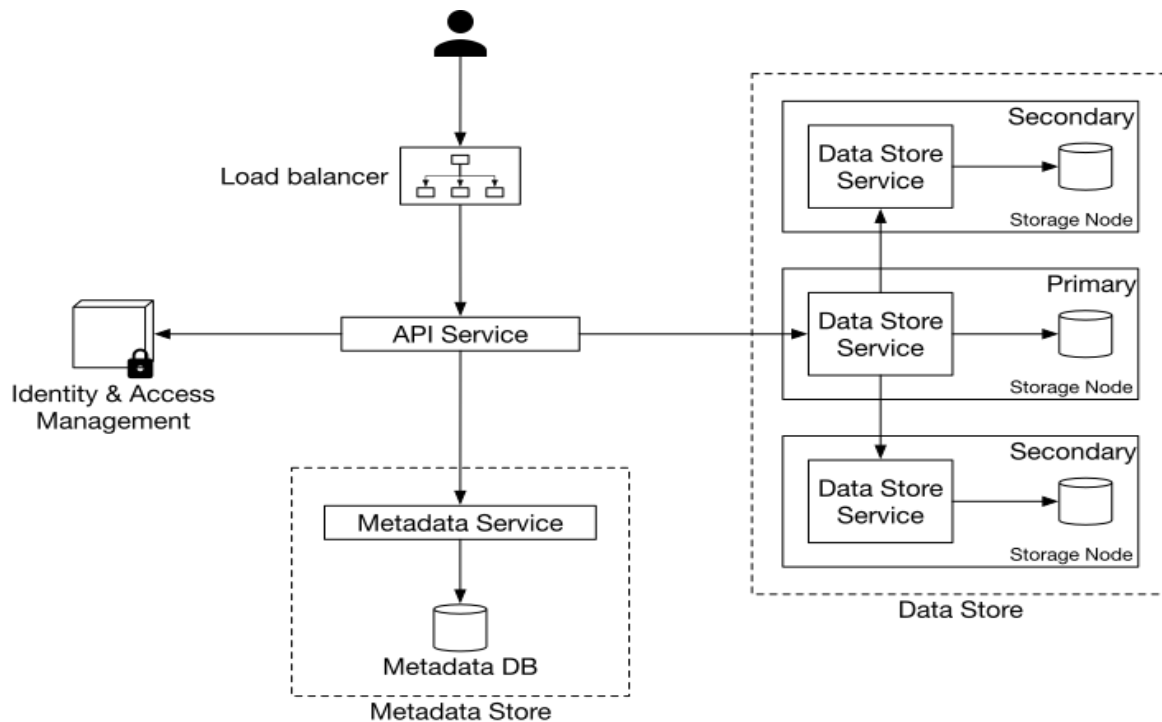 Load balancer
API Service
Identity & Access
Management
Metadata Service
Metadata DB
Metadata Store
Secondary
Data Store
Service
Storage Node
Primary
Data Store
Service
Storage Node
Secondary
Data Store
Service
Storage Node
Data Store